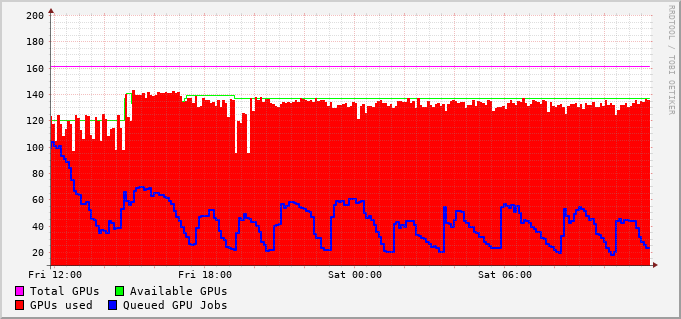 200
180
160
140
120
100
80
60
40
20
Fri 12:00 Fri 18:00 Sat 00:00 Sat 06:00
Total GPUs Available GPUs
GPUs used Queued GPU Jobs
RRDTOOL / TOBI OETIKER